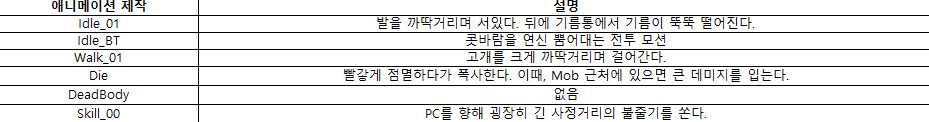 애니메이션 제작 설명
Idle_01 발을 까딱거리며 서있다. 뒤에 기름통에서 기름이 뚝뚝 떨어진다.
Idle_BT 콧바람을 연신 뿜어대는 전투 모션
Walk_01 고개를 크게 까딱거리며 걸어간다.
Die 빨갛게 점멸하다가 폭사한다. 이때, Mob 근처에 있으면 큰 데미지를 입는다.
DeadBody 없음
Skill_00 PC를 향해 굉장히 긴 사정거리의 불줄기를 쏜다.